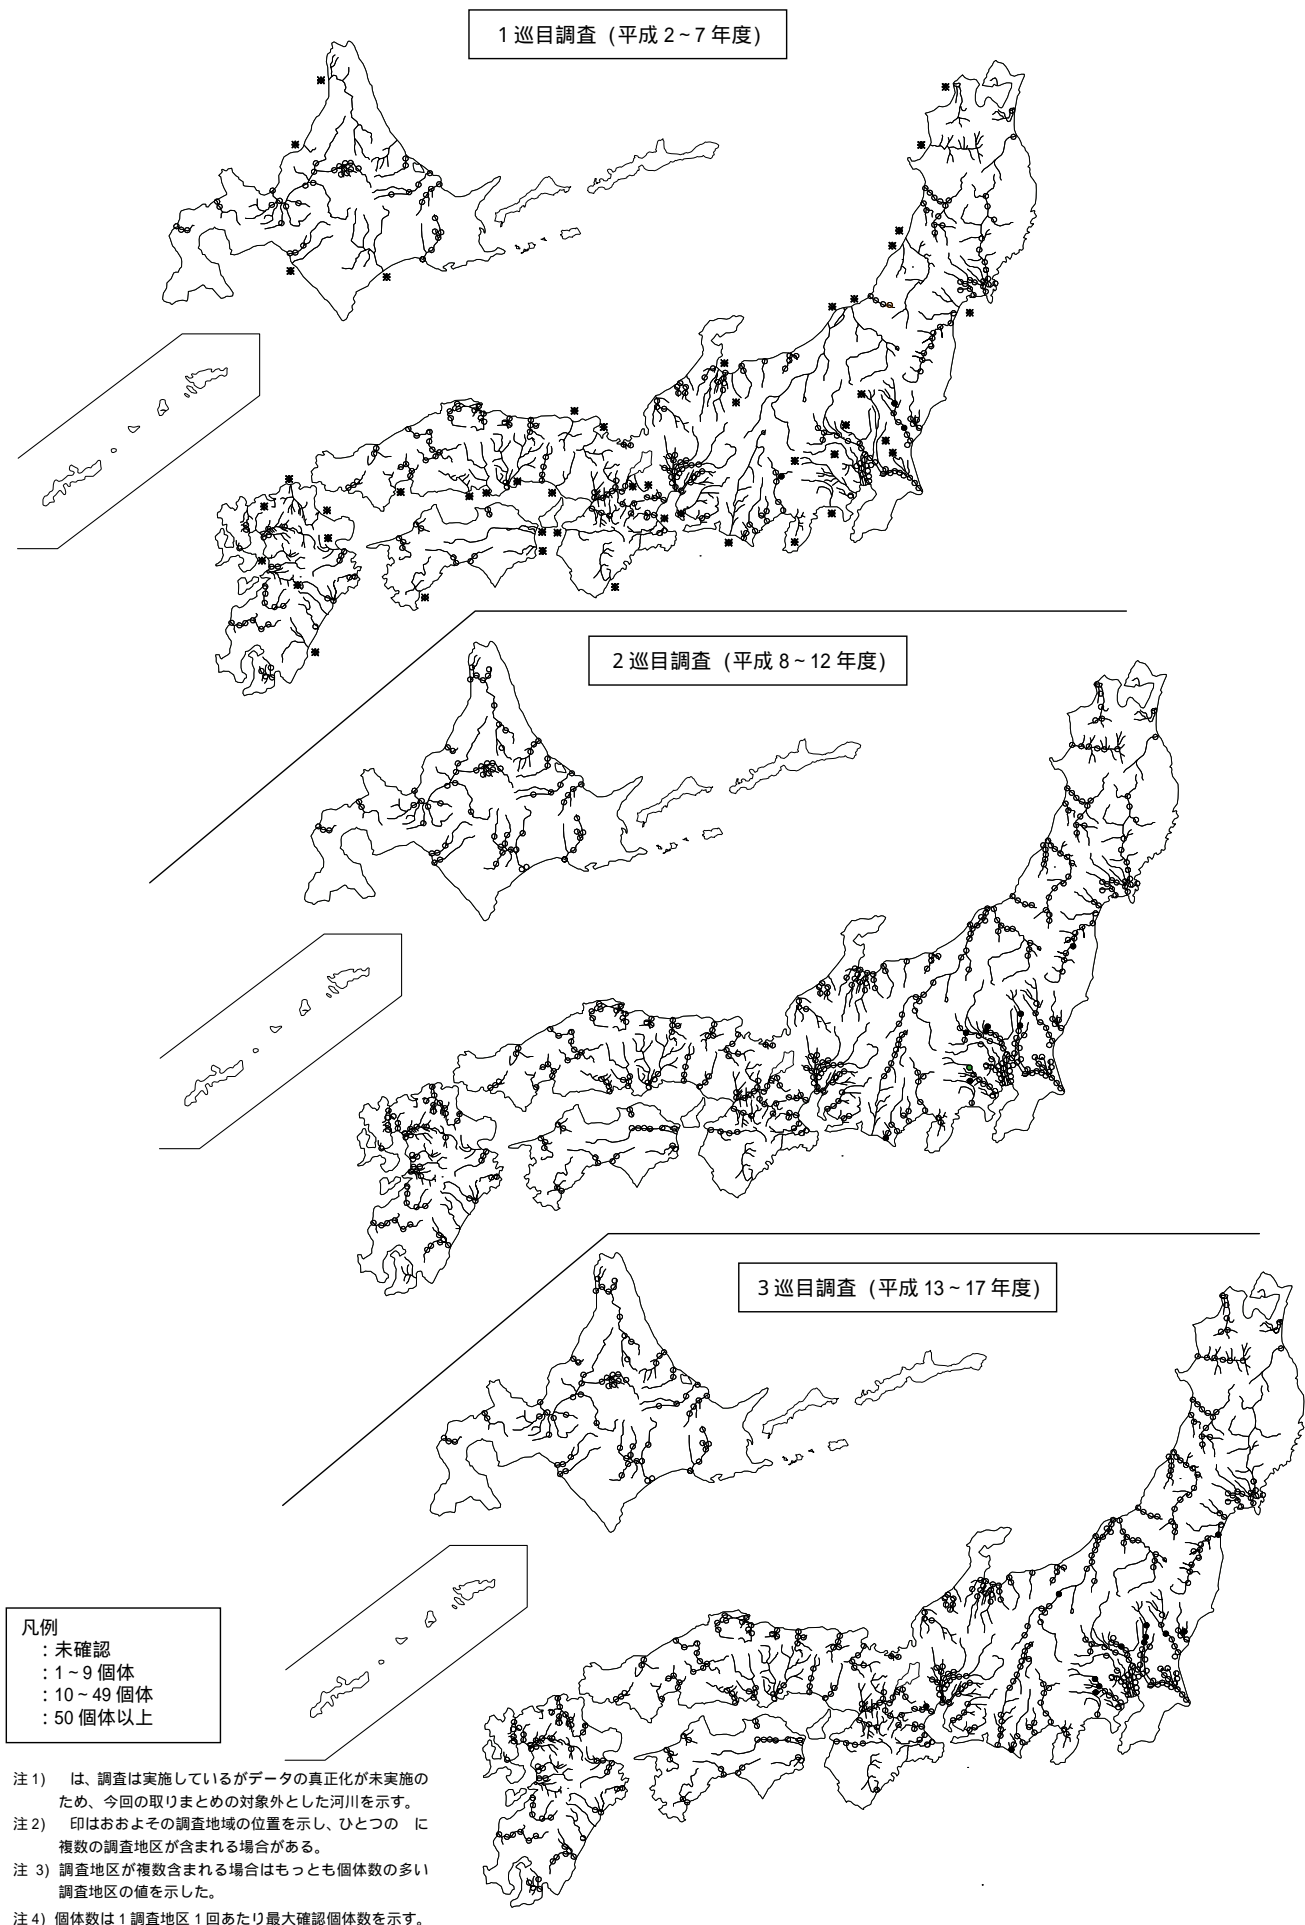 1巡目調査 (平成2~7年度)
2巡目調査 (平成8~12年度)
3巡目調査 (平成13~17年度)
凡例
:未確認
:1~9個体
:10~49個体
:50個体以上
注1) は、調査は実施しているがデータの真正化が未実施の
ため、今回の取りまとめの対象外とした河川を示す。
注2) 印はおおよその調査地域の位置を示し、ひとつの に
複数の調査地区が含まれる場合がある。
注3) 調査地区が複数含まれる場合はもっとも個体数の多い
調査地区の値を示した。
注4) 個体数は1調査地区1回あたり最大確認個体数を示す。